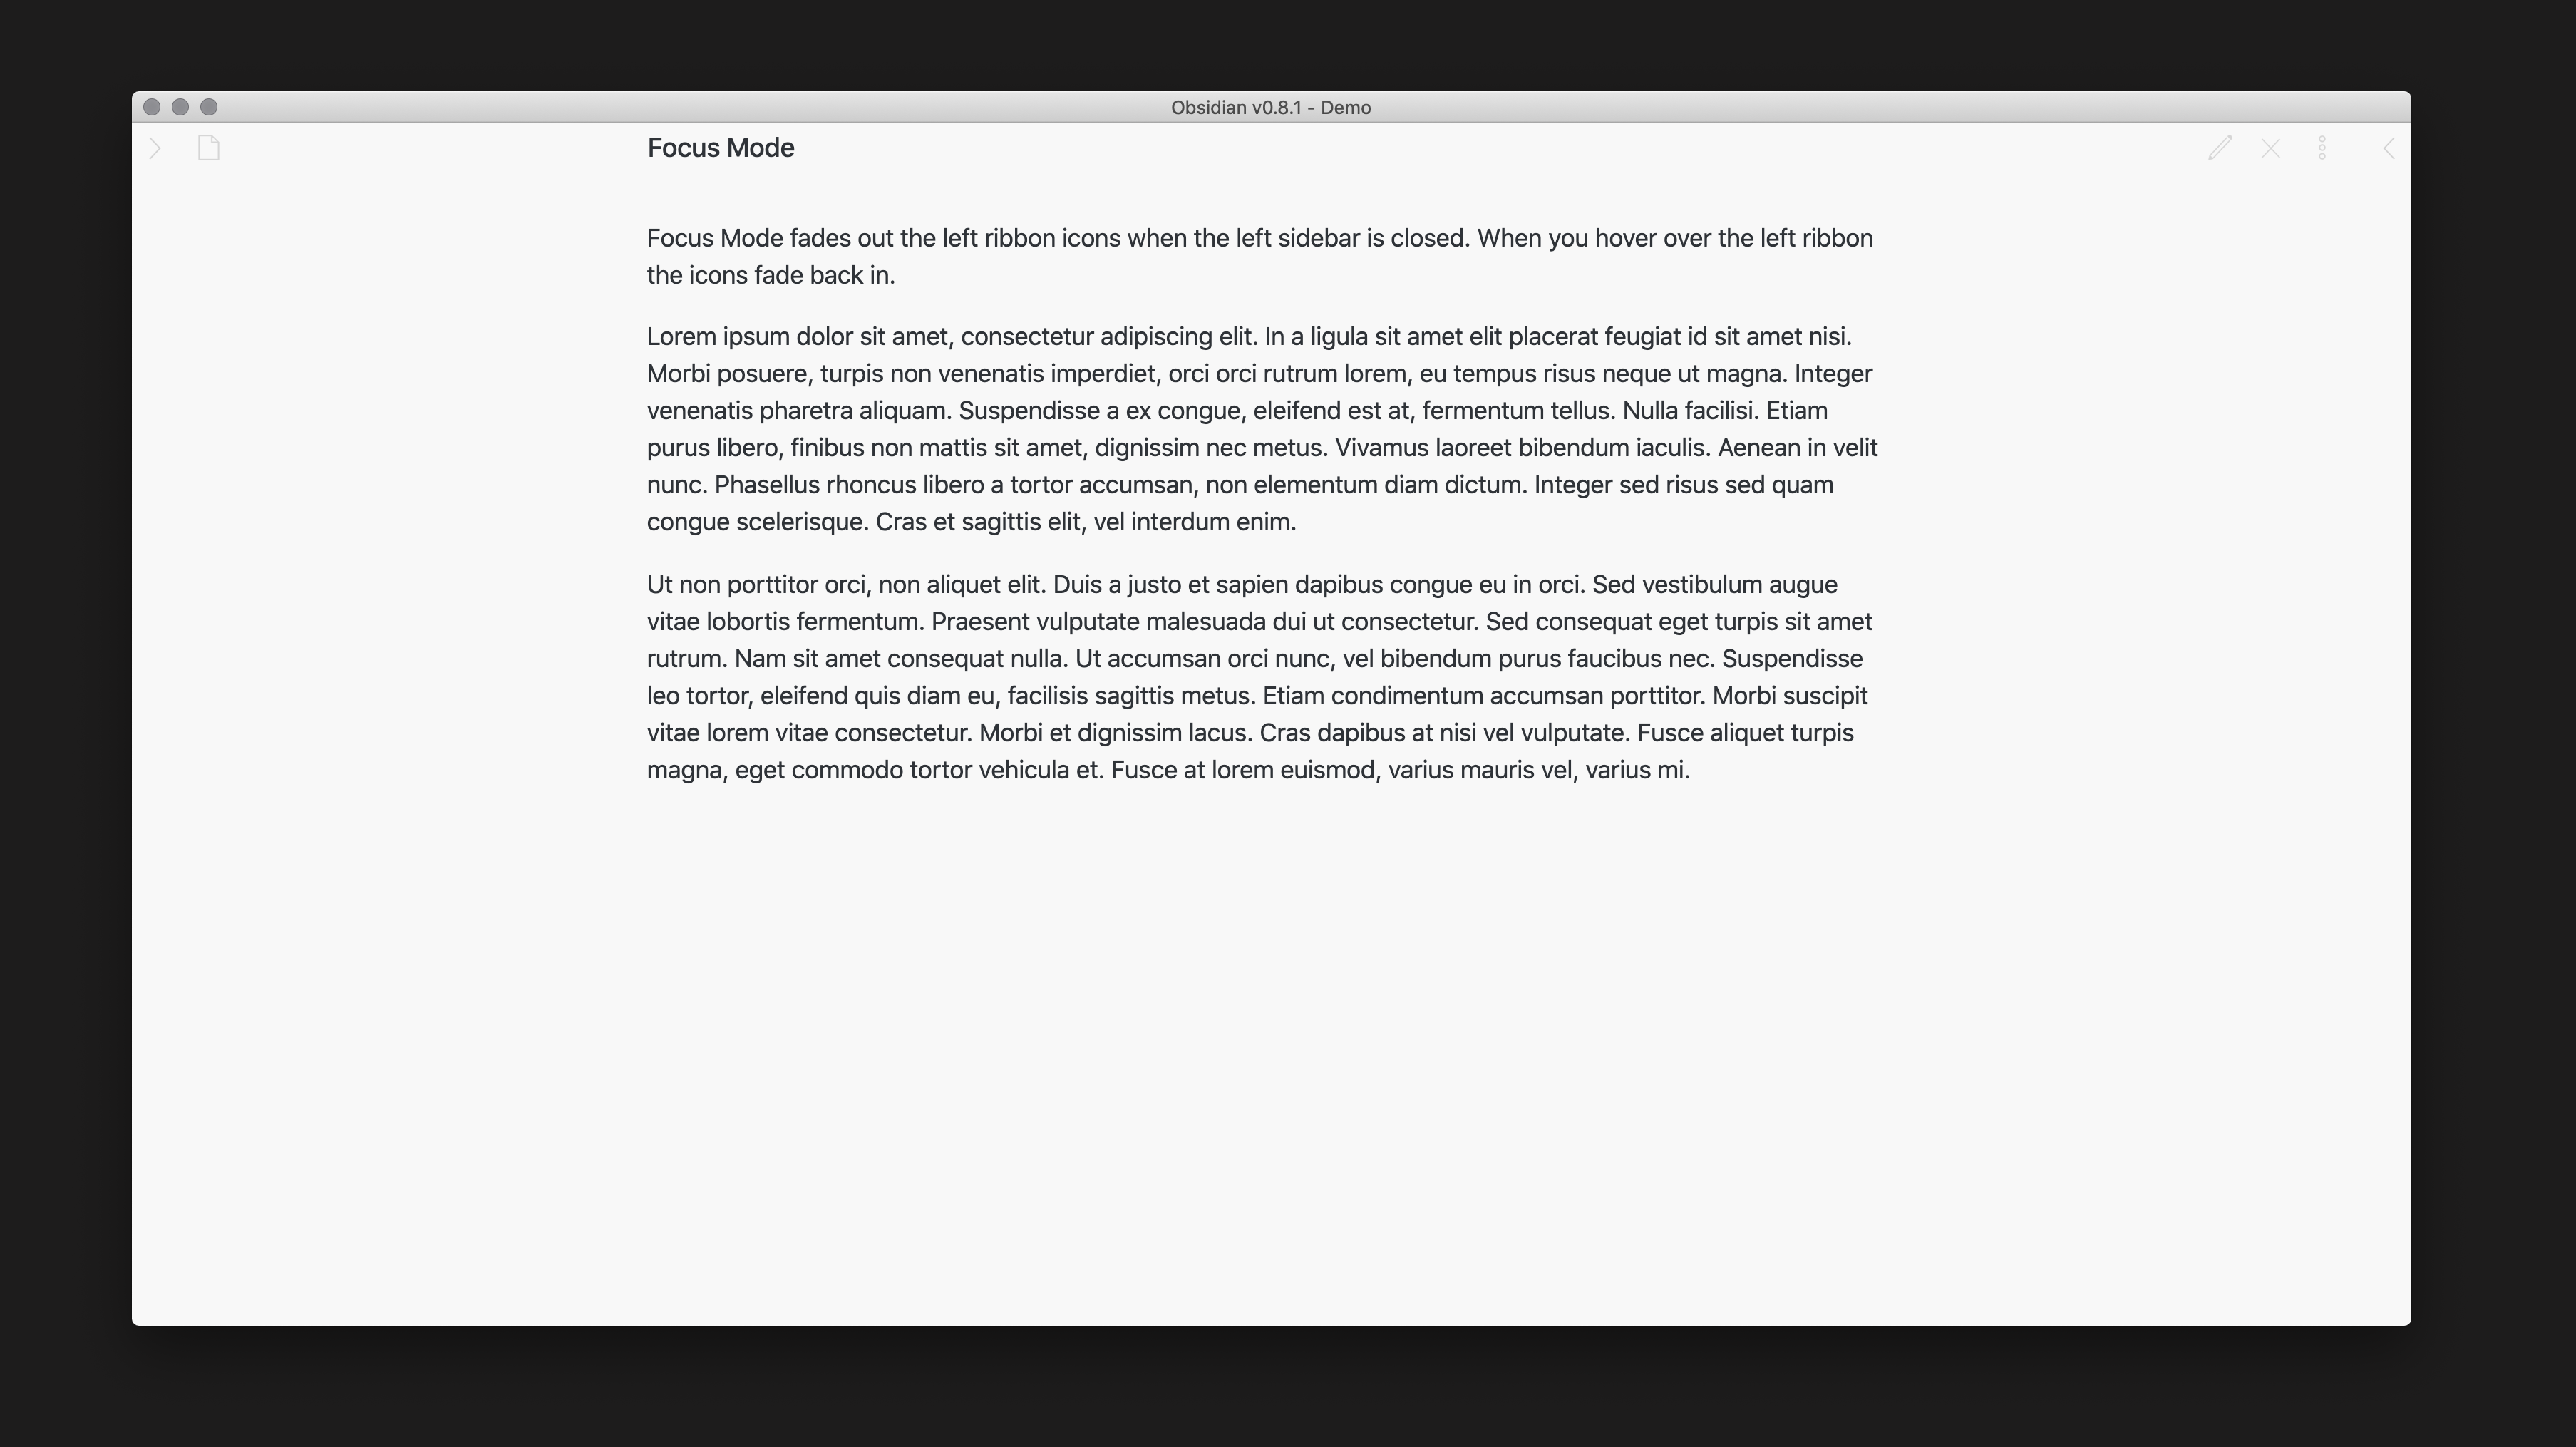 Obsidian v0.8.1 - Demo
Focus Mode
Focus Mode fades out the left ribbon icons when the left sidebar is closed. When you hover over the left ribbon
the icons fade back in.
Lorem ipsum dolor sit amet, consectetur adipiscing elit. In a ligula sit amet elit placerat feugiat id sit amet nisi.
Morbi posuere, turpis non venenatis imperdiet, orci orci rutrum lorem, eu tempus risus neque ut magna. Integer
venenatis pharetra aliquam. Suspendisse a ex congue, eleifend est at, fermentum tellus. Nulla facilisi. Etiam
purus libero, finibus non mattis sit amet, dignissim nec metus. Vivamus laoreet bibendum iaculis. Aenean in velit
nunc. Phasellus rhoncus libero a tortor accumsan, non elementum diam dictum. Integer sed risus sed quam
congue scelerisque. Cras et sagittis elit, vel interdum enim.
Ut non porttitor orci, non aliquet elit. Duis a justo et sapien dapibus congue eu in orci. Sed vestibulum augue
vitae lobortis fermentum. Praesent vulputate malesuada dui ut consectetur. Sed consequat eget turpis sit amet
rutrum. Nam sit amet consequat nulla. Ut accumsan orci nunc, vel bibendum purus faucibus nec. Suspendisse
leo tortor, eleifend quis diam eu, facilisis sagittis metus. Etiam condimentum accumsan porttitor. Morbi suscipit
vitae lorem vitae consectetur. Morbi et dignissim lacus. Cras dapibus at nisi vel vulputate. Fusce aliquet turpis
magna, eget commodo tortor vehicula et. Fusce at lorem euismod, varius mauris vel, varius mi.